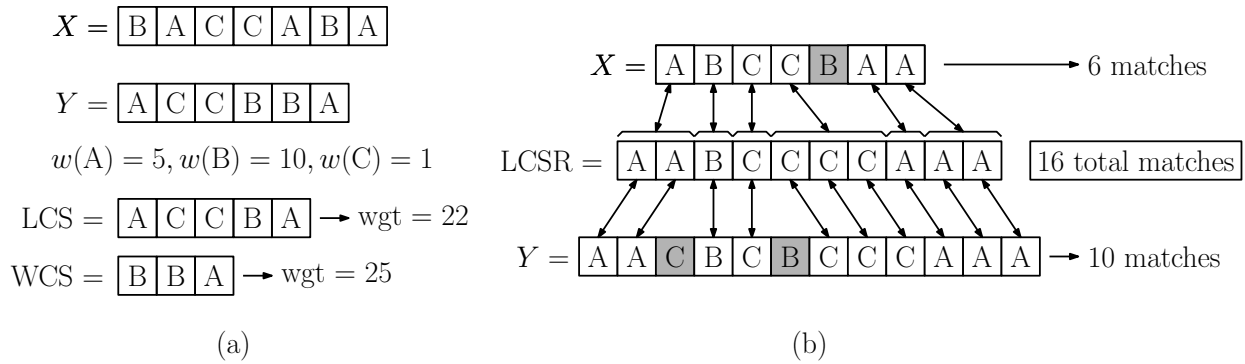 X = B A C C A B A
Y = A C C B B A
w(A) = 5, w(B) = 10, w(C) = 1
LCS = A C C B A wgt = 22
WCS = B B A wgt = 25
(a)
X = A B C C B A A 6 matches
LCSR = A A B C C C C A A A 16 total matches
Y = A A C B C B C C C A A A 10 matches
(b)